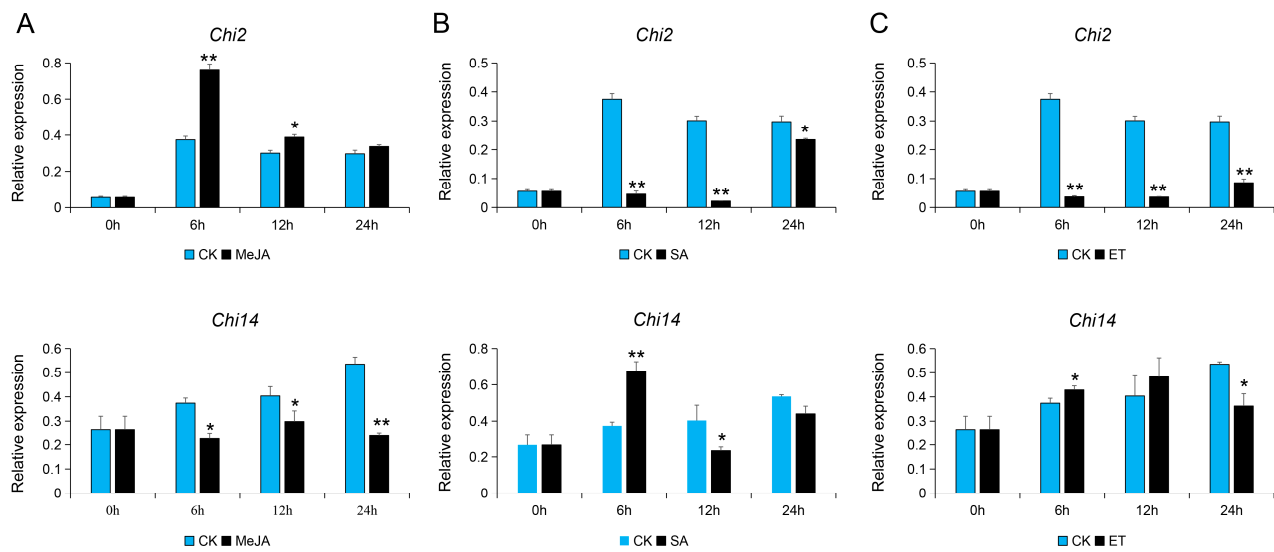 A
Chi2
Relative expression
0.8
0.6
0.4
0.2
0
**
*
0h 6h 12h 24h
CK MeJA
B
Chi2
Relative expression
0.5
0.4
0.3
0.2
0.1
0
**
**
*
0h 6h 12h 24h
CK SA
C
Chi2
Relative expression
0.5
0.4
0.3
0.2
0.1
0
**
**
**
0h 6h 12h 24h
CK ET
Chi14
Relative expression
0.6
0.5
0.4
0.3
0.2
0.1
0
*
*
**
0h 6h 12h 24h
CK MeJA
Chi14
Relative expression
0.8
0.6
0.4
0.2
0
**
*
0h 6h 12h 24h
CK SA
Chi14
Relative expression
0.6
0.5
0.4
0.3
0.2
0.1
0
*
*
0h 6h 12h 24h
CK ET